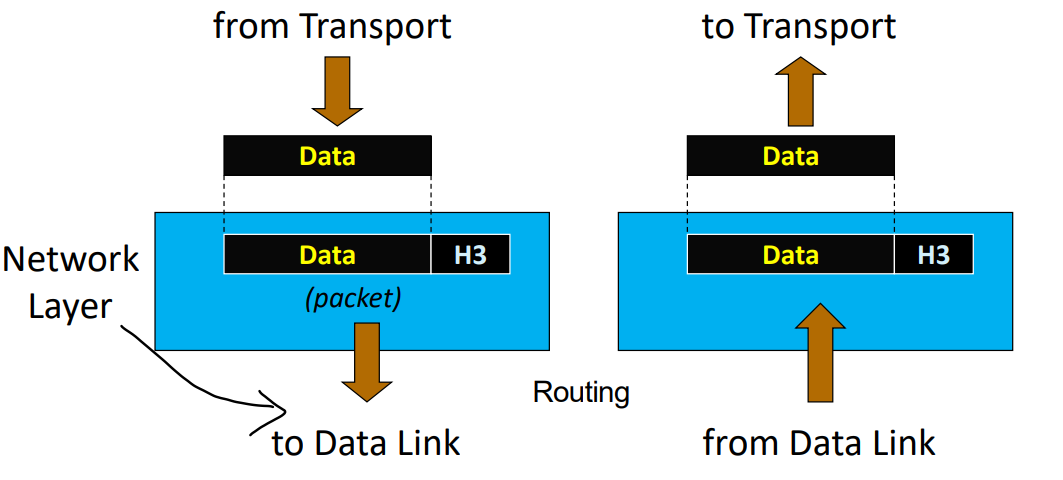 from Transport
to Transport
Data
Data
Network
Layer
Data H3
(packet)
Data H3
Routing
to Data Link
from Data Link